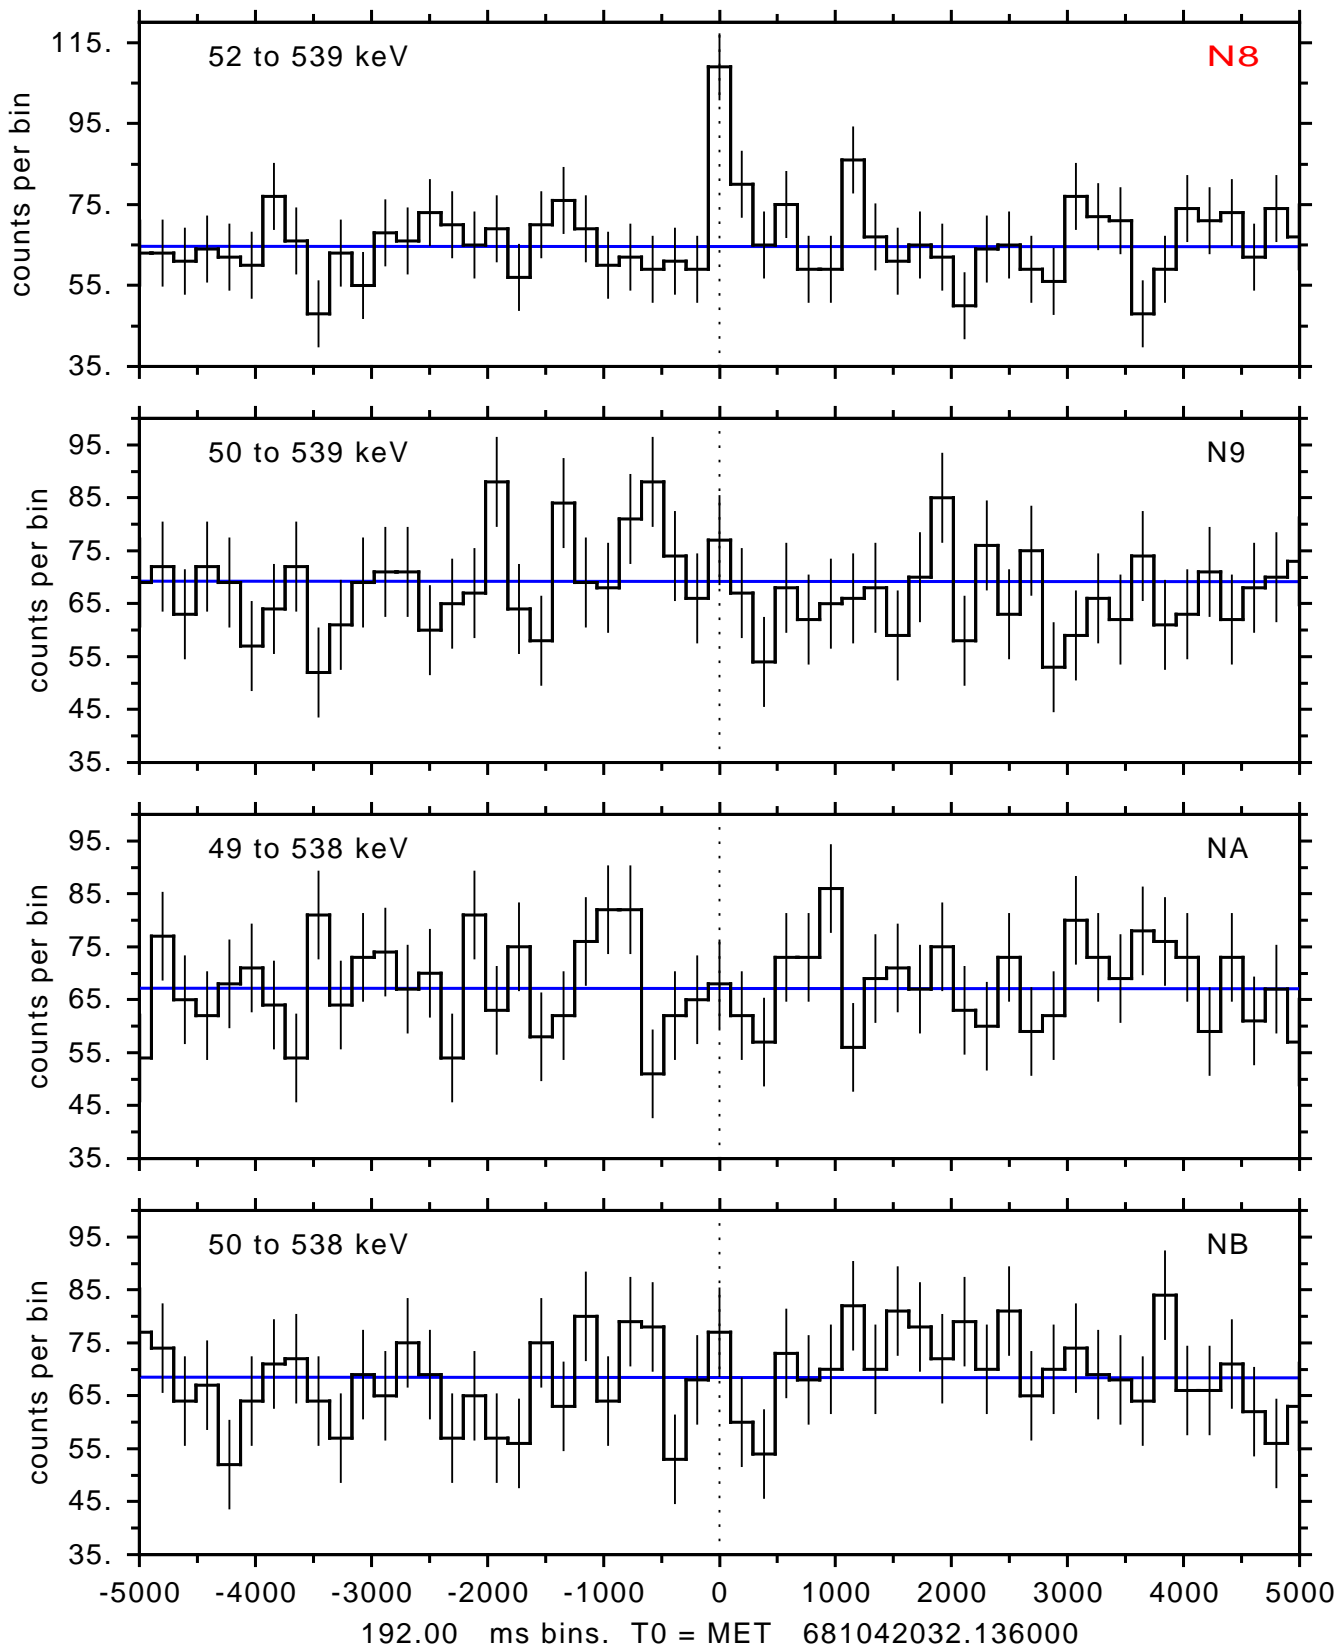 52 to 539 keV N8
115.
95.
75.
55.
35.
counts per bin
50 to 539 keV N9
95.
85.
75.
65.
55.
45.
35.
counts per bin
49 to 538 keV NA
95.
85.
75.
65.
55.
45.
35.
counts per bin
50 to 538 keV NB
95.
85.
75.
65.
55.
45.
35.
counts per bin
-5000 -4000 -3000 -2000 -1000 0 1000 2000 3000 4000 5000
192.00 ms bins. T0 = MET 681042032.136000